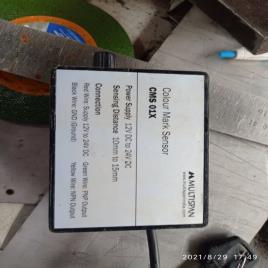 MULTISPAN
Colour Mark Sensor
CMS 01X
Power Supply 12V DC to 24V DC
Sensing Distance 10mm to 15mm
Connection
Red Wire: Supply 12V to 24V DC Green Wire: PNP Output
Black Wire: GND (Ground) Yellow Wire: NPN Output
2021/8/29 17:49